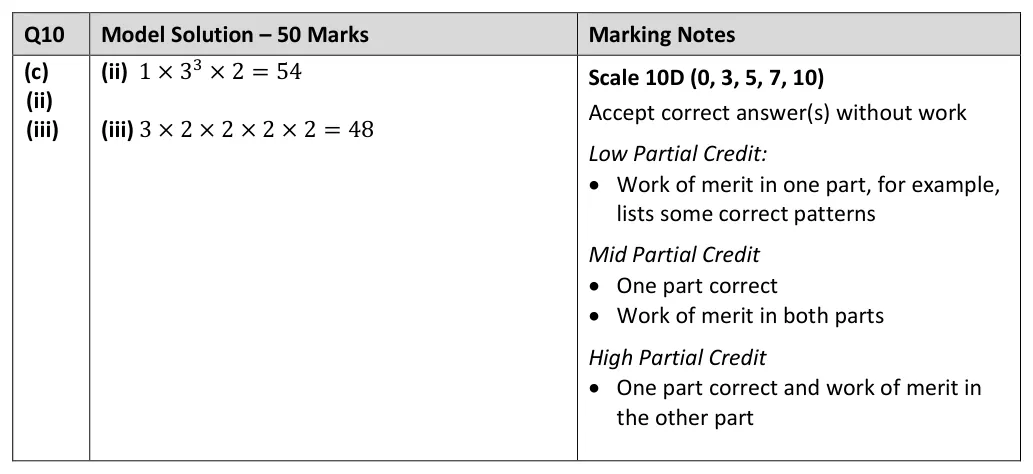 Q10 Model Solution – 50 Marks Marking Notes
(c)
(ii)
(iii)
(ii) 1 × 3³ × 2 = 54
(iii) 3 × 2 × 2 × 2 × 2 = 48
Scale 10D (0, 3, 5, 7, 10)
Accept correct answer(s) without work
Low Partial Credit:
• Work of merit in one part, for example,
lists some correct patterns
Mid Partial Credit
• One part correct
• Work of merit in both parts
High Partial Credit
• One part correct and work of merit in
the other part